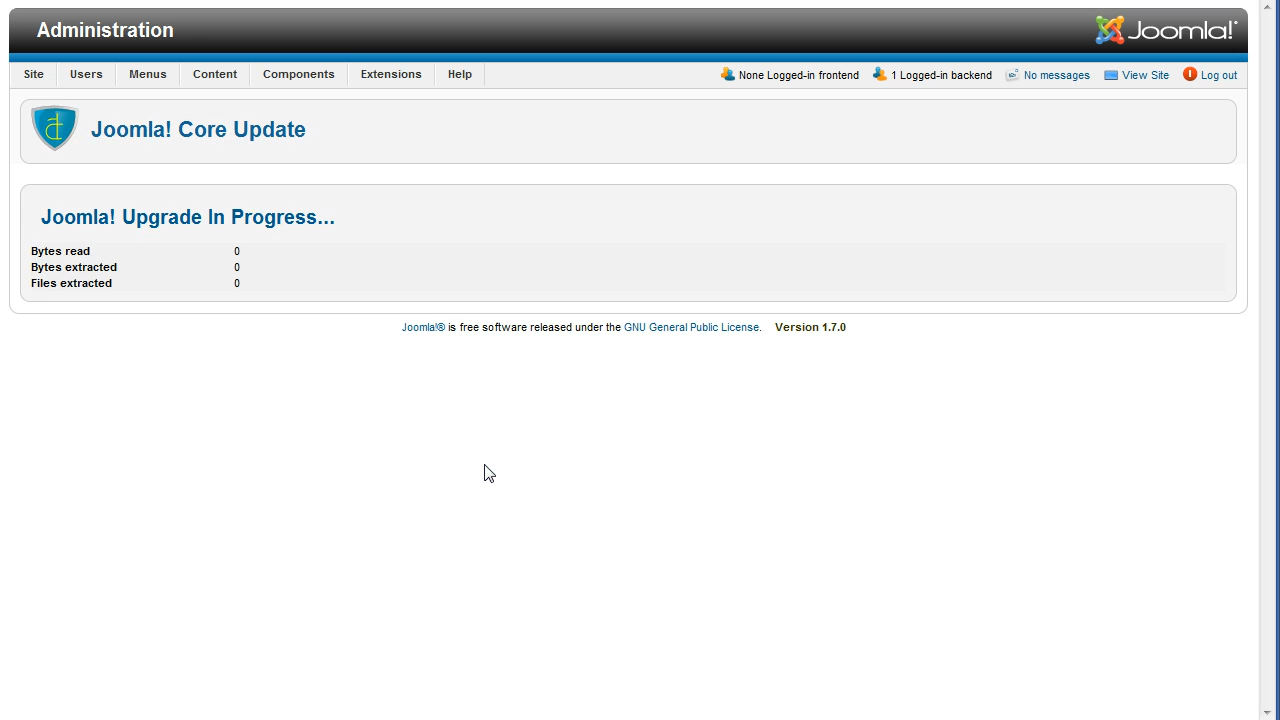 Administration
Joomla!
Site Users Menus Content Components Extensions Help
None Logged-in frontend 1 Logged-in backend No messages View Site Log out
Joomla! Core Update
Joomla! Upgrade In Progress...
Bytes read 0
Bytes extracted 0
Files extracted 0
Joomla!® is free software released under the GNU General Public License. Version 1.7.0